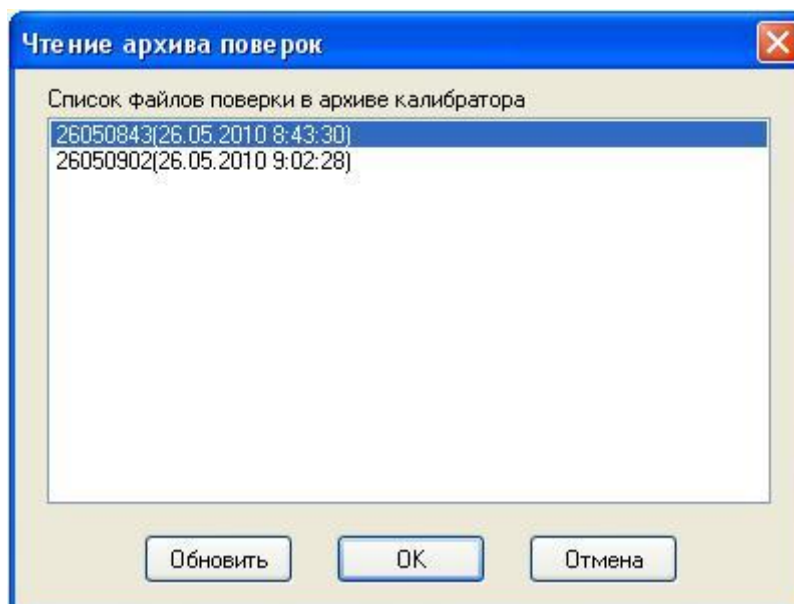 Чтение архива поверок
Список файлов поверки в архиве калибратора
26050843(26.05.2010 8:43:30)
26050902(26.05.2010 9:02:28)
Обновить ОК Отмена